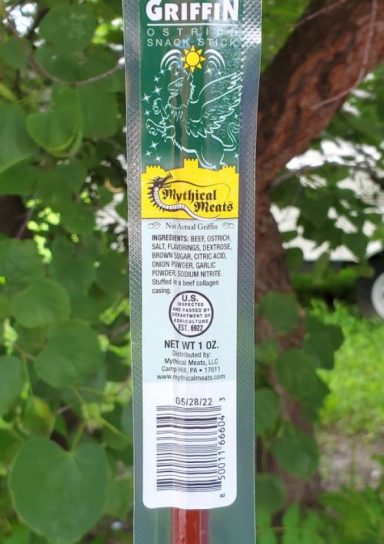 GRIFFIN
OSTRICH
SNACK STICK
Mythical
Meats
Not Actual Griffin
INGREDIENTS: BEEF, OSTRICH,
SALT, FLAVORINGS, DEXTROSE,
BROWN SUGAR, CITRIC ACID,
ONION POWDER, GARLIC
POWDER, SODIUM NITRITE.
Stuffed in a beef collagen
casing.
U.S.
INSPECTED
AND PASSED BY
DEPARTMENT OF
AGRICULTURE
EST. 6922
NET WT 1 OZ.
Distributed by:
Mythical Meats, LLC
Camp Hill, PA • 17011
www.mythicalmeats.com
05/28/22
8 50011 66604 3